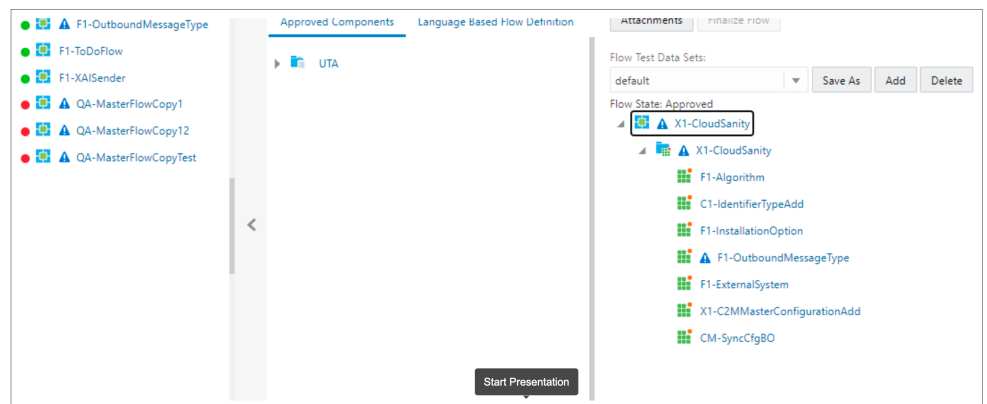 F1-OutboundMessageType
F1-ToDoFlow
F1-XAISender
QA-MasterFlowCopy1
QA-MasterFlowCopy12
QA-MasterFlowCopyTest
Approved Components
Language Based Flow Definition
UTA
Start Presentation
Attachments
Finalize Flow
Flow Test Data Sets:
default
Save As
Add
Delete
Flow State: Approved
X1-CloudSanity
X1-CloudSanity
F1-Algorithm
C1-IdentifierTypeAdd
F1-InstallationOption
F1-OutboundMessageType
F1-ExternalSystem
X1-C2MMasterConfigurationAdd
CM-SyncCfgBO